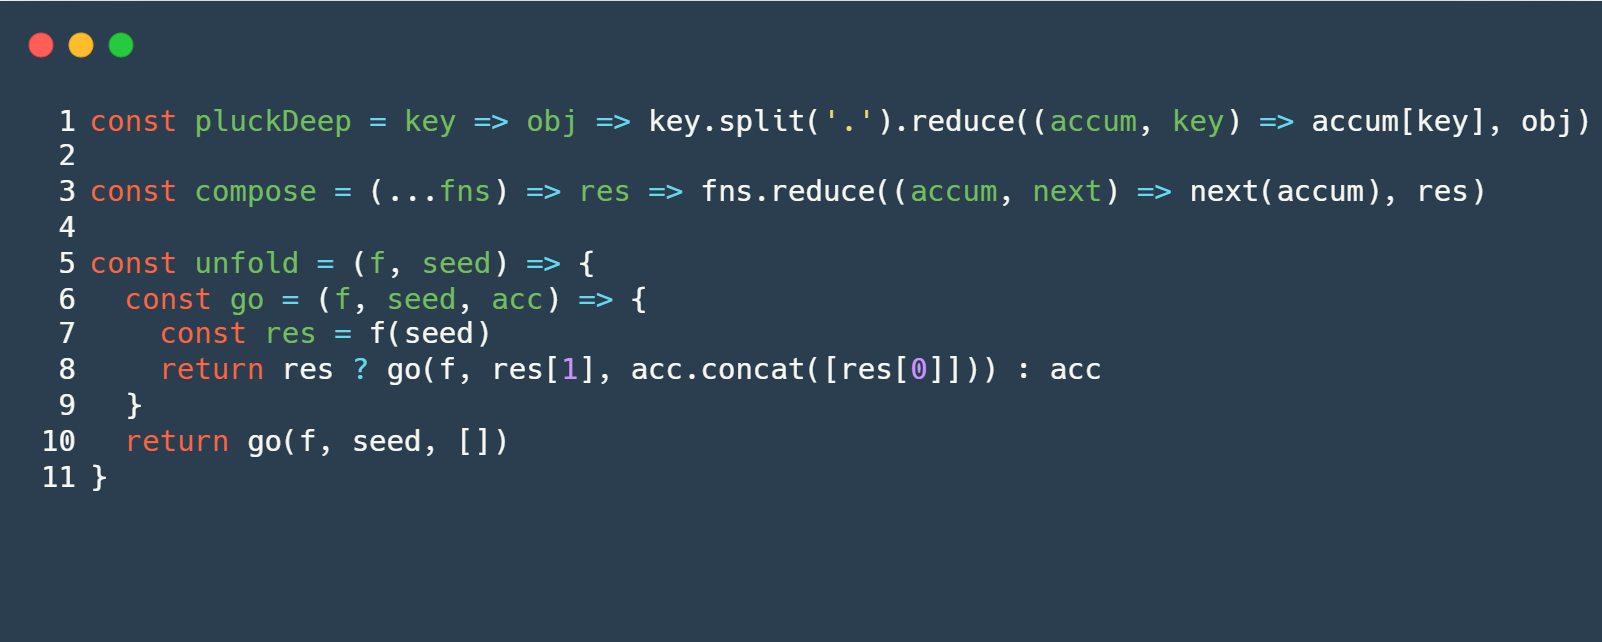 1 const pluckDeep = key => obj => key.split('.').reduce((accum, key) => accum[key], obj)
2
3 const compose = (...fns) => res => fns.reduce((accum, next) => next(accum), res)
4
5 const unfold = (f, seed) => {
6   const go = (f, seed, acc) => {
7     const res = f(seed)
8     return res ? go(f, res[1], acc.concat([res[0]])) : acc
9   }
10   return go(f, seed, [])
11 }